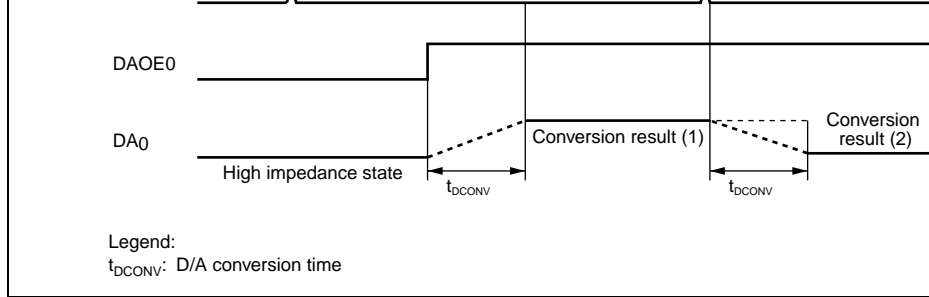 DAOE0
DA0
Conversion result (1)
Conversion
result (2)
High impedance state
tDCONV
tDCONV
Legend:
tDCONV: D/A conversion time